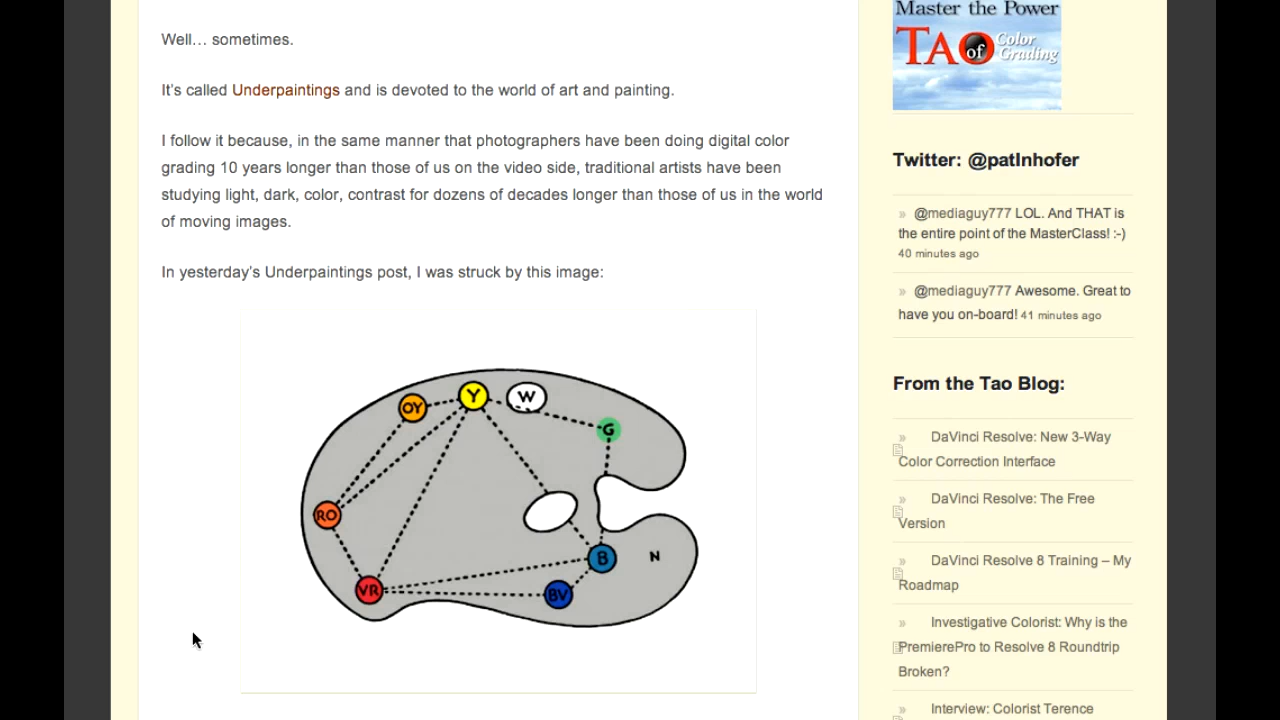 Well… sometimes.
It's called Underpaintings and is devoted to the world of art and painting.
I follow it because, in the same manner that photographers have been doing digital color
grading 10 years longer than those of us on the video side, traditional artists have been
studying light, dark, color, contrast for dozens of decades longer than those of us in the world
of moving images.
In yesterday's Underpaintings post, I was struck by this image:
OY
Y
W
G
RO
B
N
VR
BV
Master the Power
TAO of Color
Grading
Twitter: @patInhofer
» @mediaguy777 LOL. And THAT is
the entire point of the MasterClass! :-)
40 minutes ago
» @mediaguy777 Awesome. Great to
have you on-board! 41 minutes ago
From the Tao Blog:
» DaVinci Resolve: New 3-Way
Color Correction Interface
» DaVinci Resolve: The Free
Version
» DaVinci Resolve 8 Training – My
Roadmap
» Investigative Colorist: Why is the
PremierePro to Resolve 8 Roundtrip
Broken?
» Interview: Colorist Terence